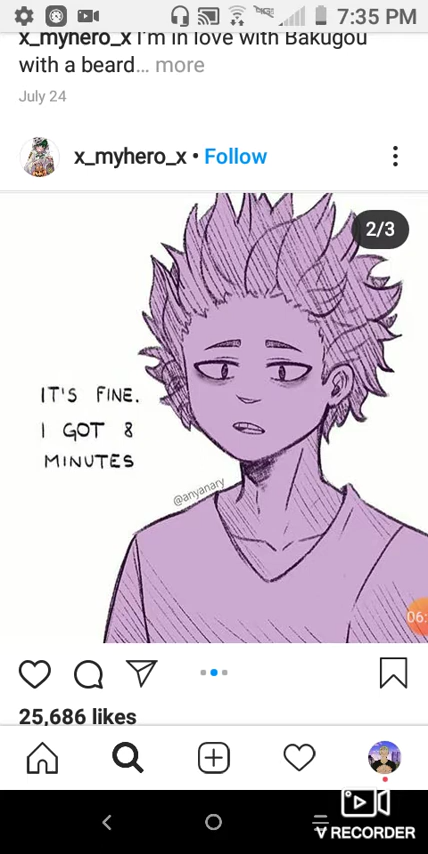 7:35 PM
x_myhero_x I'm in love with Bakugou
with a beard... more
July 24
x_myhero_x • Follow
2/3
IT'S FINE.
I GOT 8
MINUTES
@anyanary
06:
25,686 likes
RECORDER